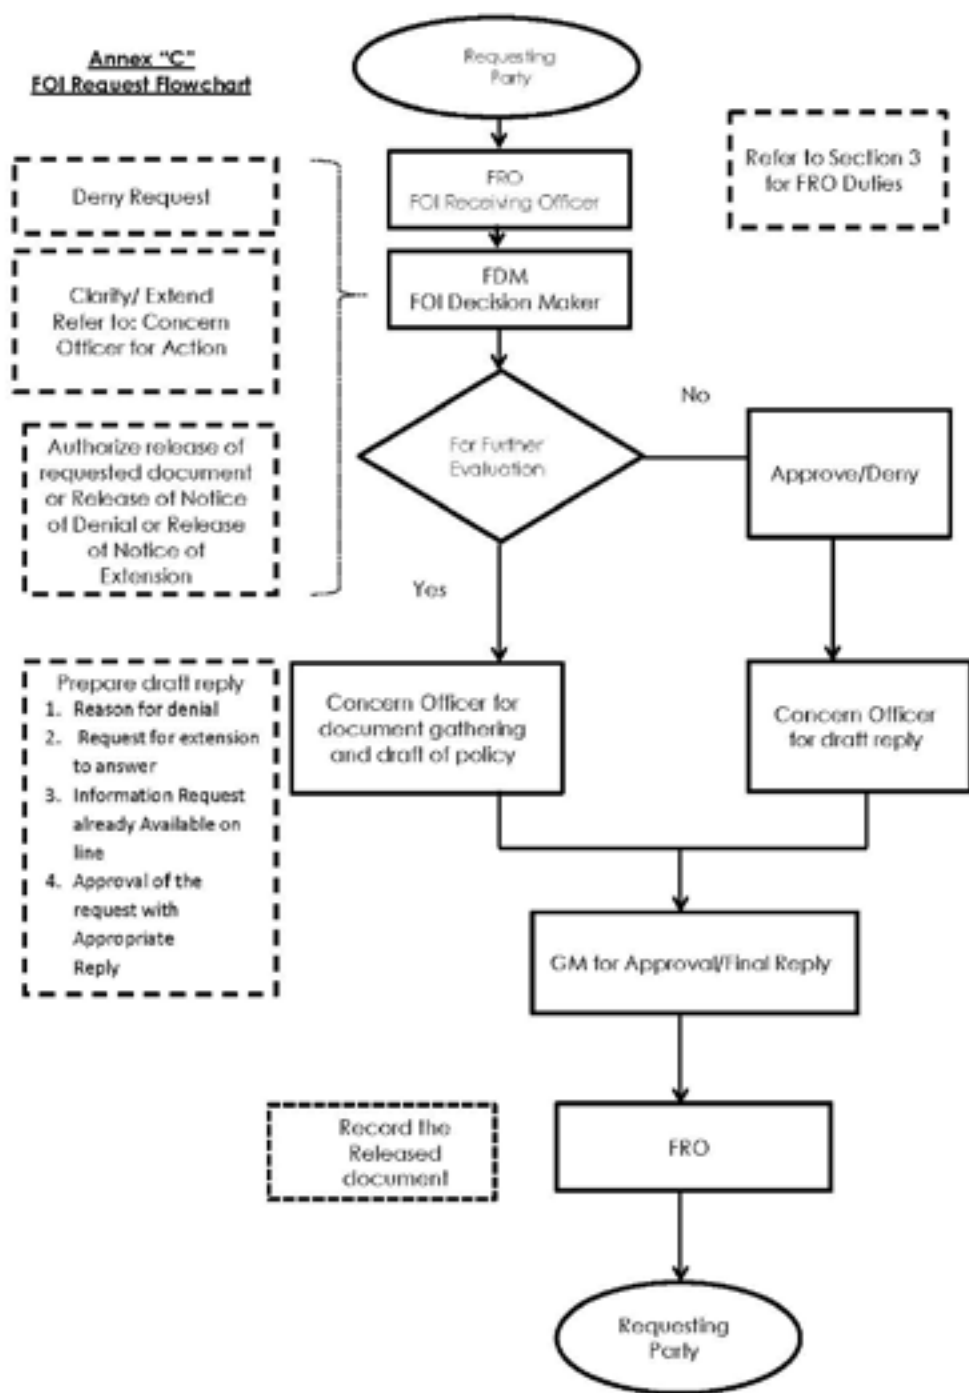 Annex "C"
FOI Request Flowchart
Requesting
Party
Refer to Section 3
for FRO Duties
FRO
FOI Receiving Officer
Deny Request
FDM
FOI Decision Maker
Clarify/ Extend
Refer to: Concern
Officer for Action
For Further
Evaluation
No
Approve/Deny
Authorize release of
requested document
or Release of Notice
of Denial or Release
of Notice of
Extension
Yes
Prepare draft reply
1. Reason for denial
2. Request for extension
to answer
3. Information Request
already Available on
line
4. Approval of the
request with
Appropriate
Reply
Concern Officer for
document gathering
and draft of policy
Concern Officer
for draft reply
GM for Approval/Final Reply
Record the
Released
document
FRO
Requesting
Party